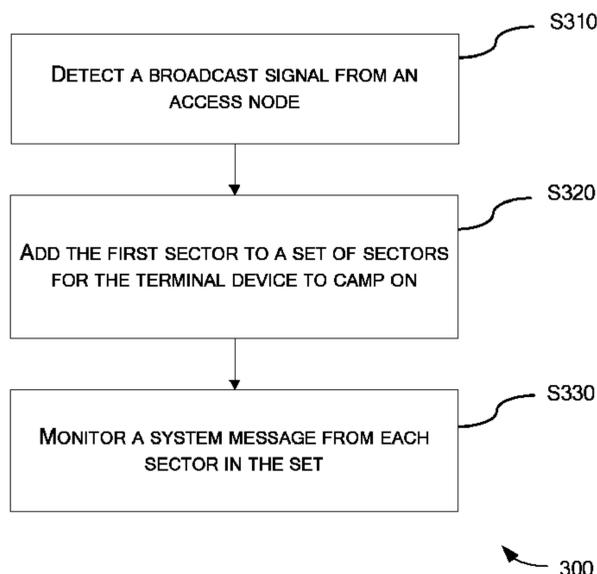 S310
DETECT A BROADCAST SIGNAL FROM AN
ACCESS NODE
S320
ADD THE FIRST SECTOR TO A SET OF SECTORS
FOR THE TERMINAL DEVICE TO CAMP ON
S330
MONITOR A SYSTEM MESSAGE FROM EACH
SECTOR IN THE SET
300